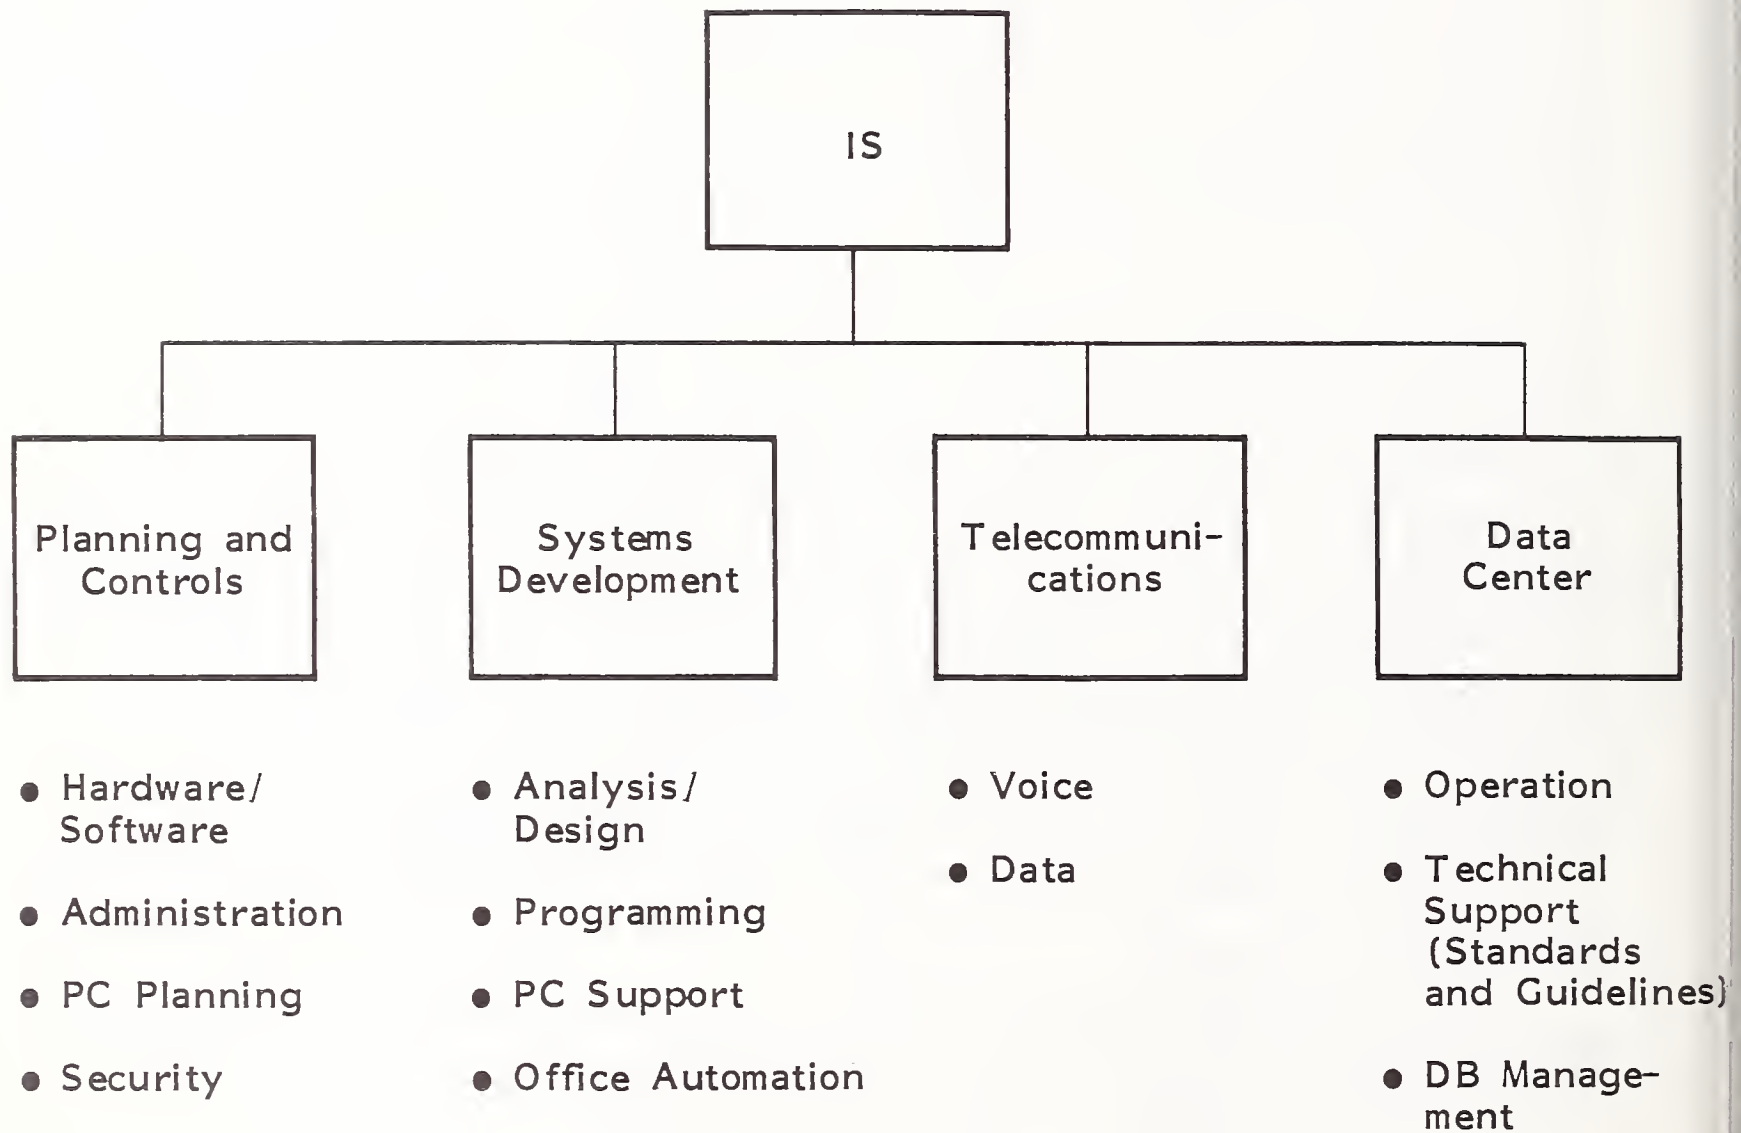 IS
Planning and
Controls
Systems
Development
Telecommuni-
cations
Data
Center
● Hardware/
Software
● Administration
● PC Planning
● Security
● Analysis/
Design
● Programming
● PC Support
● Office Automation
● Voice
● Data
● Operation
● Technical
Support
(Standards
and Guidelines)
● DB Manage-
ment